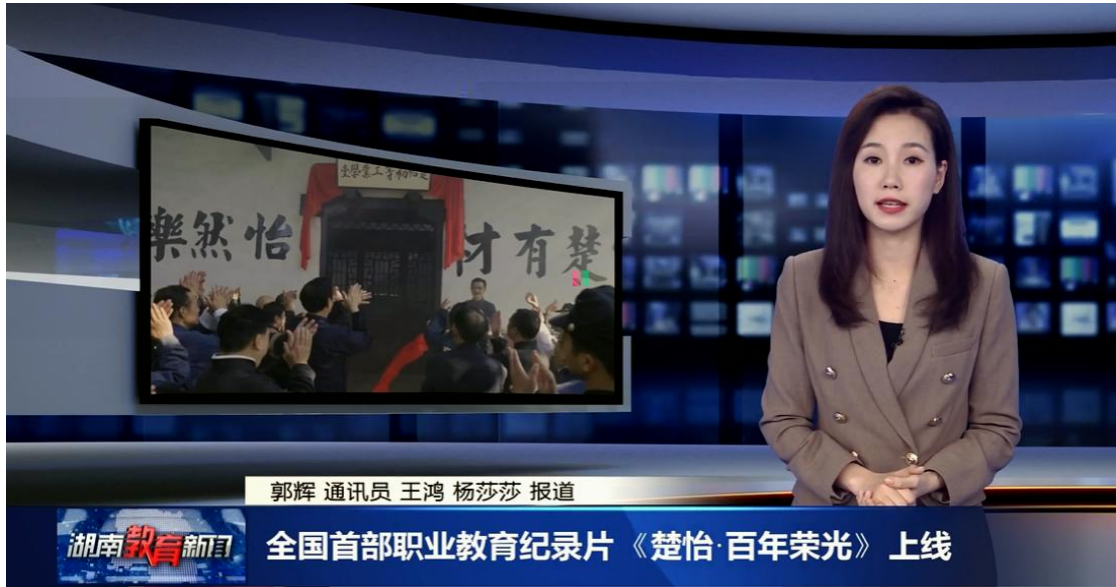 楚有材
怡然樂
郭辉 通讯员 王鸿 杨莎莎 报道
湖南教育新闻
全国首部职业教育纪录片《楚怡·百年荣光》上线